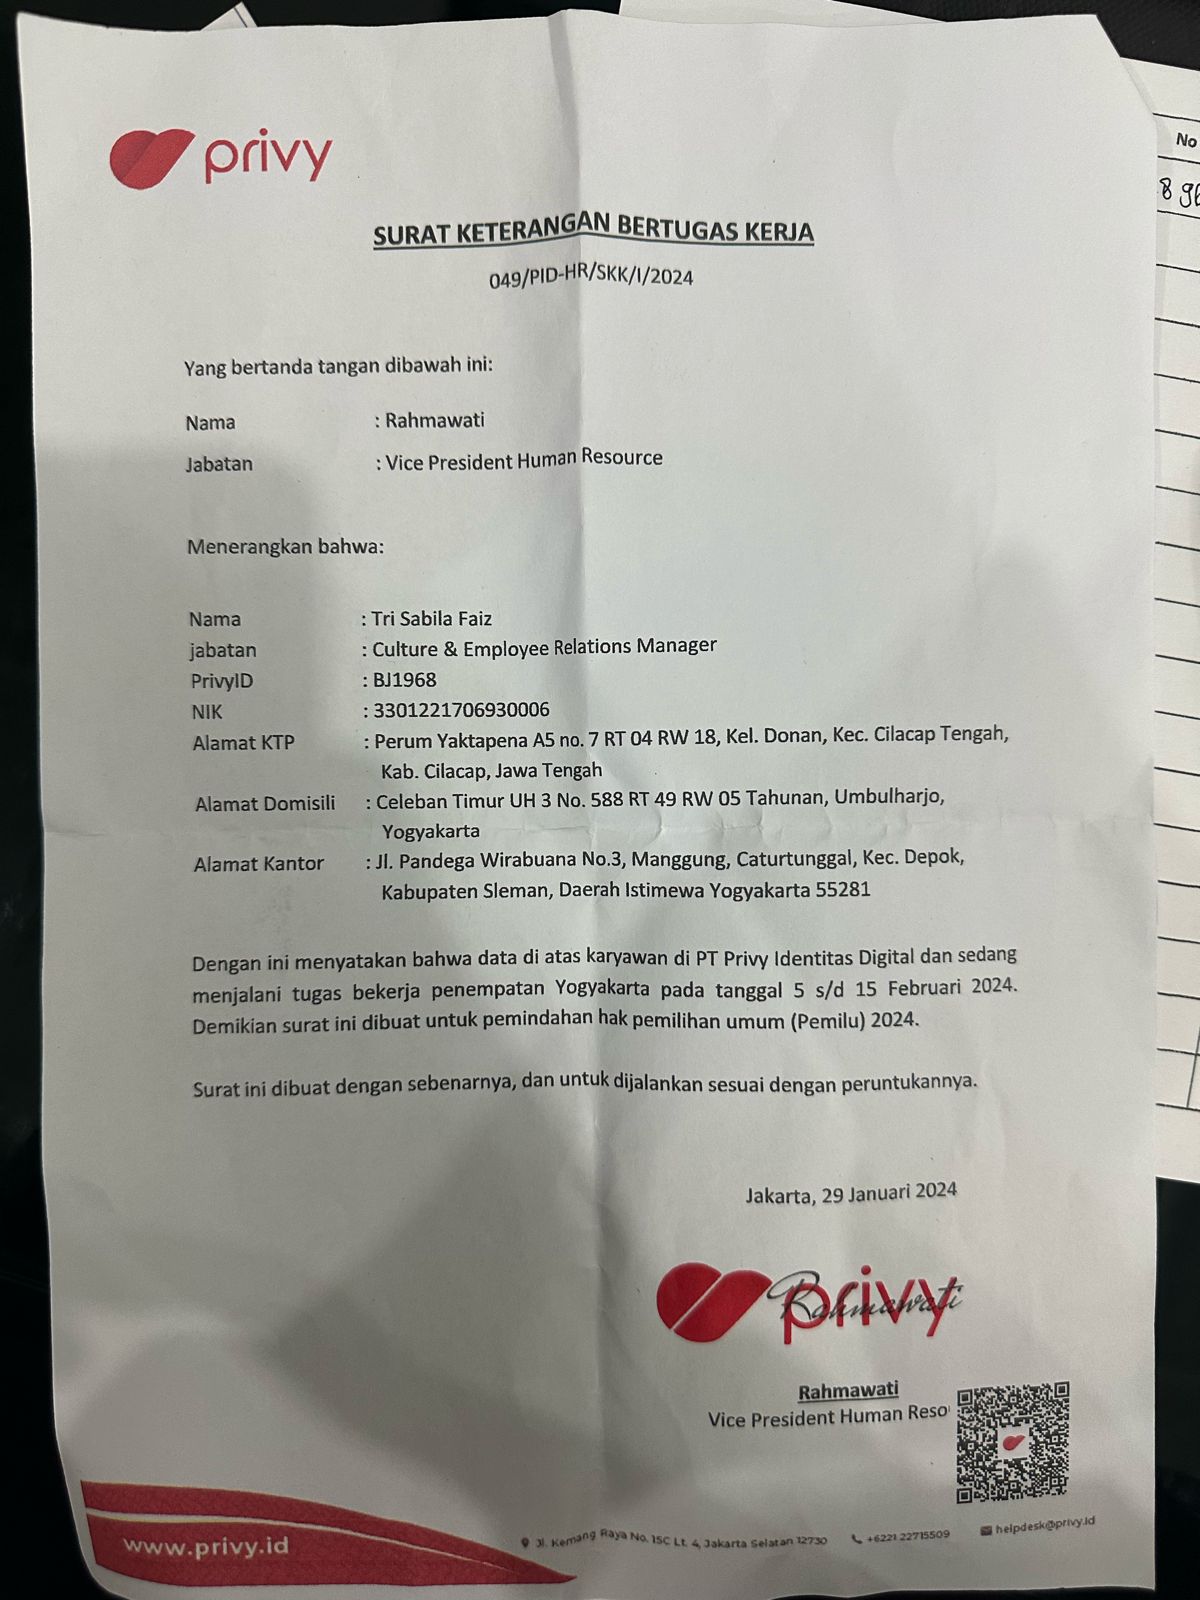 privy
SURAT KETERANGAN BERTUGAS KERJA
049/PID-HR/SKK/I/2024
Yang bertanda tangan dibawah ini:
Nama : Rahmawati
Jabatan : Vice President Human Resource
Menerangkan bahwa:
Nama : Tri Sabila Faiz
jabatan : Culture & Employee Relations Manager
PrivyID : BJ1968
NIK : 3301221706930006
Alamat KTP : Perum Yaktapena A5 no. 7 RT 04 RW 18, Kel. Donan, Kec. Cilacap Tengah,
Kab. Cilacap, Jawa Tengah
Alamat Domisili : Celeban Timur UH 3 No. 588 RT 49 RW 05 Tahunan, Umbulharjo,
Yogyakarta
Alamat Kantor : Jl. Pandega Wirabuana No.3, Manggung, Caturtunggal, Kec. Depok,
Kabupaten Sleman, Daerah Istimewa Yogyakarta 55281
Dengan ini menyatakan bahwa data di atas karyawan di PT Privy Identitas Digital dan sedang
menjalani tugas bekerja penempatan Yogyakarta pada tanggal 5 s/d 15 Februari 2024.
Demikian surat ini dibuat untuk pemindahan hak pemilihan umum (Pemilu) 2024.
Surat ini dibuat dengan sebenarnya, dan untuk dijalankan sesuai dengan peruntukannya.
Jakarta, 29 Januari 2024
privy
Rahmawati
Rahmawati
Vice President Human Reso
www.privy.id
Jl. Kemang Raya No. 15C Lt. 4, Jakarta Selatan 12730
+6221 22715509
helpdesk@privy.id
No